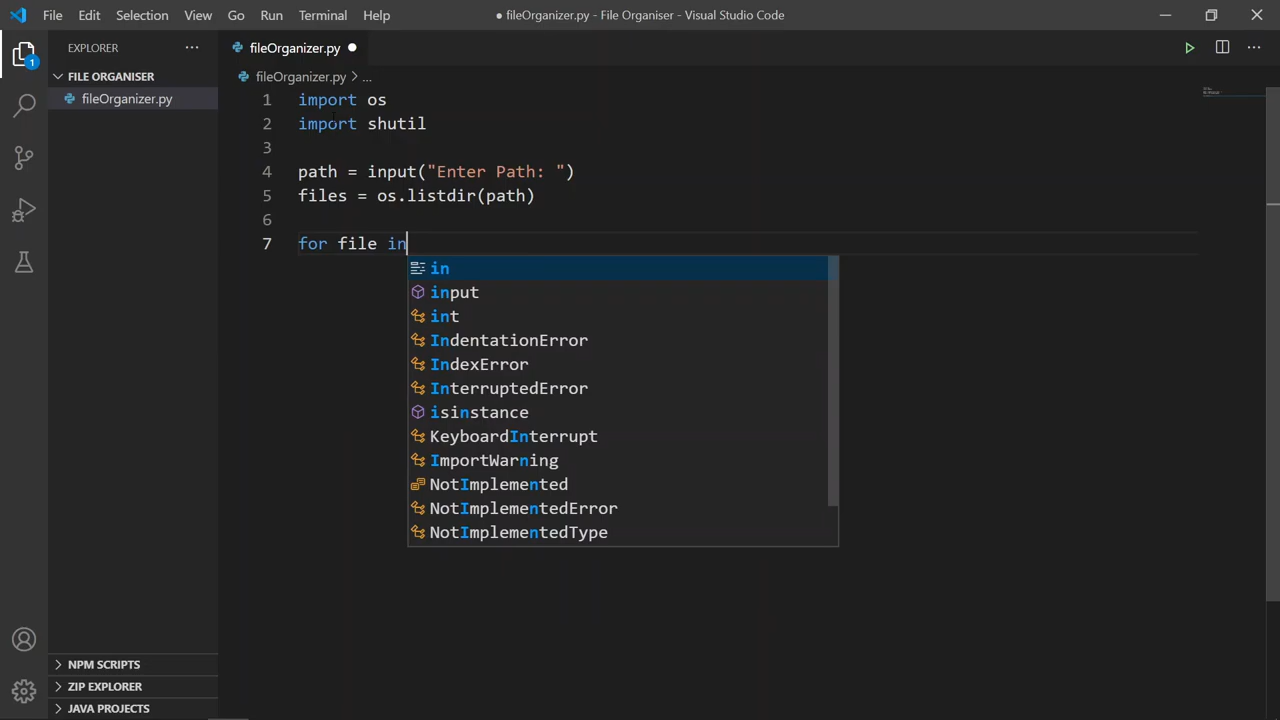 File Edit Selection View Go Run Terminal Help ● fileOrganizer.py - File Organiser - Visual Studio Code
EXPLORER ...
1
FILE ORGANISER
fileOrganizer.py
NPM SCRIPTS
ZIP EXPLORER
JAVA PROJECTS
fileOrganizer.py ●
fileOrganizer.py > ...
1 import os
2 import shutil
3
4 path = input("Enter Path: ")
5 files = os.listdir(path)
6
7 for file in
in
input
int
IndentationError
IndexError
InterruptedError
isinstance
KeyboardInterrupt
ImportWarning
NotImplemented
NotImplementedError
NotImplementedType